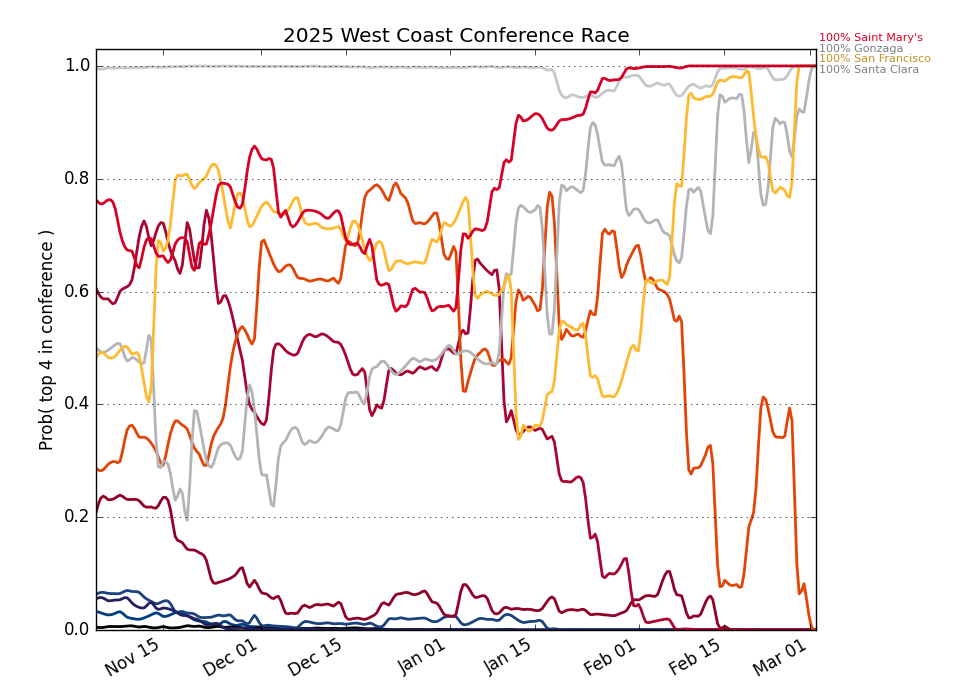 2025 West Coast Conference Race
100% Saint Mary's
100% Gonzaga
100% San Francisco
100% Santa Clara
Prob( top 4 in conference )
1.0
0.8
0.6
0.4
0.2
0.0
Nov 15
Dec 01
Dec 15
Jan 01
Jan 15
Feb 01
Feb 15
Mar 01